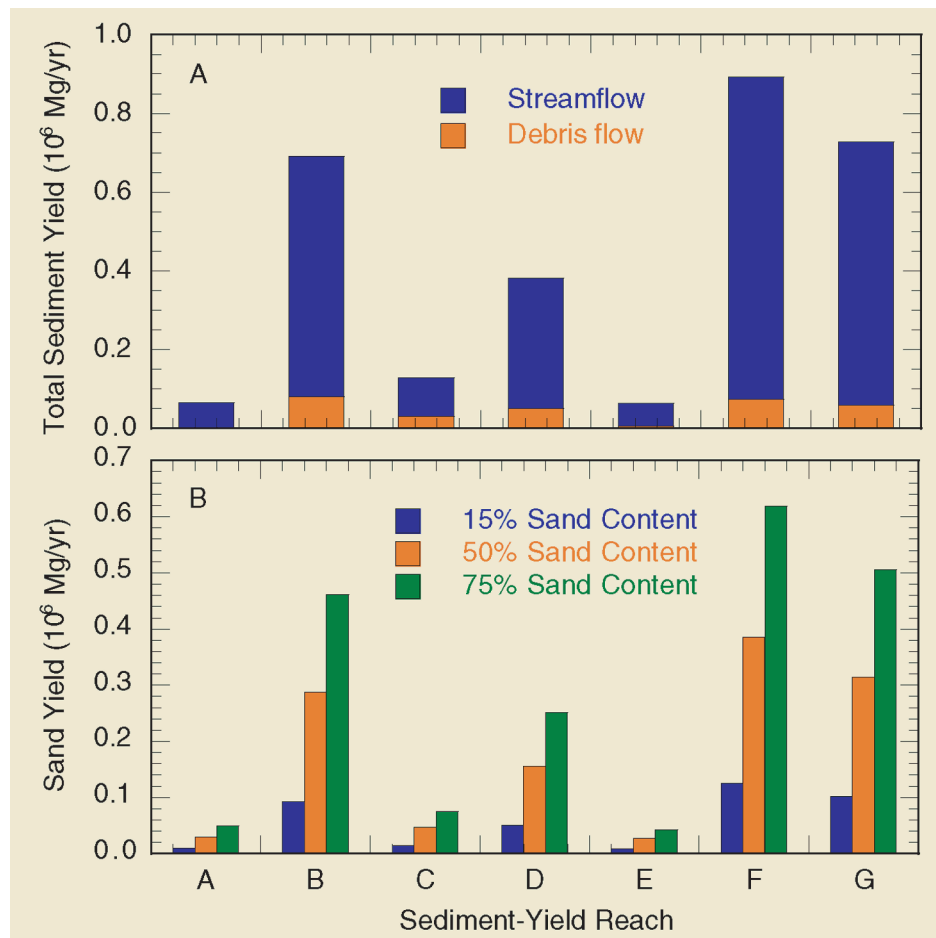 A
Streamflow
Debris flow
Total Sediment Yield (10⁶ Mg/yr)
1.0
0.8
0.6
0.4
0.2
0.0
B
15% Sand Content
50% Sand Content
75% Sand Content
Sand Yield (10⁶ Mg/yr)
0.7
0.6
0.5
0.4
0.3
0.2
0.1
0.0
A B C D E F G
Sediment-Yield Reach